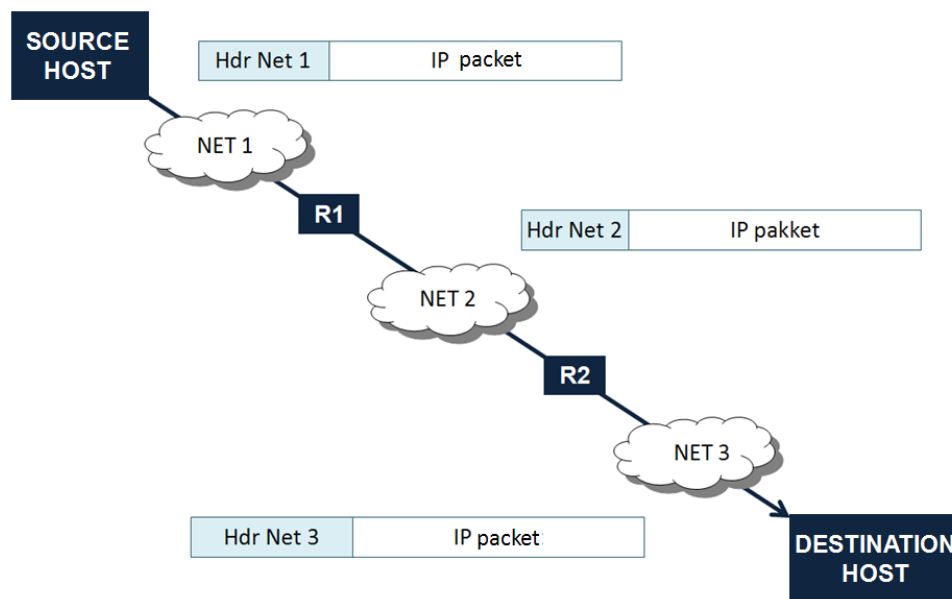 SOURCE
HOST
Hdr Net 1 IP packet
NET 1
R1
Hdr Net 2 IP pakket
NET 2
R2
NET 3
Hdr Net 3 IP packet
DESTINATION
HOST